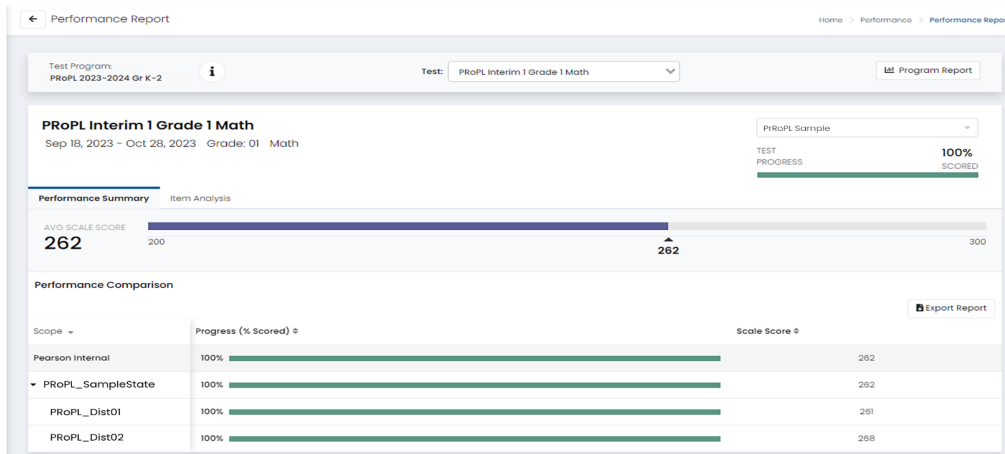 Performance Report
Home > Performance > Performance Repo
Test Program:
PRoPL 2023-2024 Gr K-2
i
Test: PRoPL Interim 1 Grade 1 Math
Program Report
PRoPL Interim 1 Grade 1 Math
Sep 18, 2023 - Oct 28, 2023 Grade: 01 Math
PrRoPL Sample
TEST PROGRESS
100% SCORED
Performance Summary Item Analysis
AVG SCALE SCORE
262
200 262 300
Performance Comparison
Export Report
Scope Progress (% Scored) Scale Score
Pearson Internal 100% 262
PRoPL_SampleState 100% 262
PRoPL_Dist01 100% 261
PRoPL_Dist02 100% 268